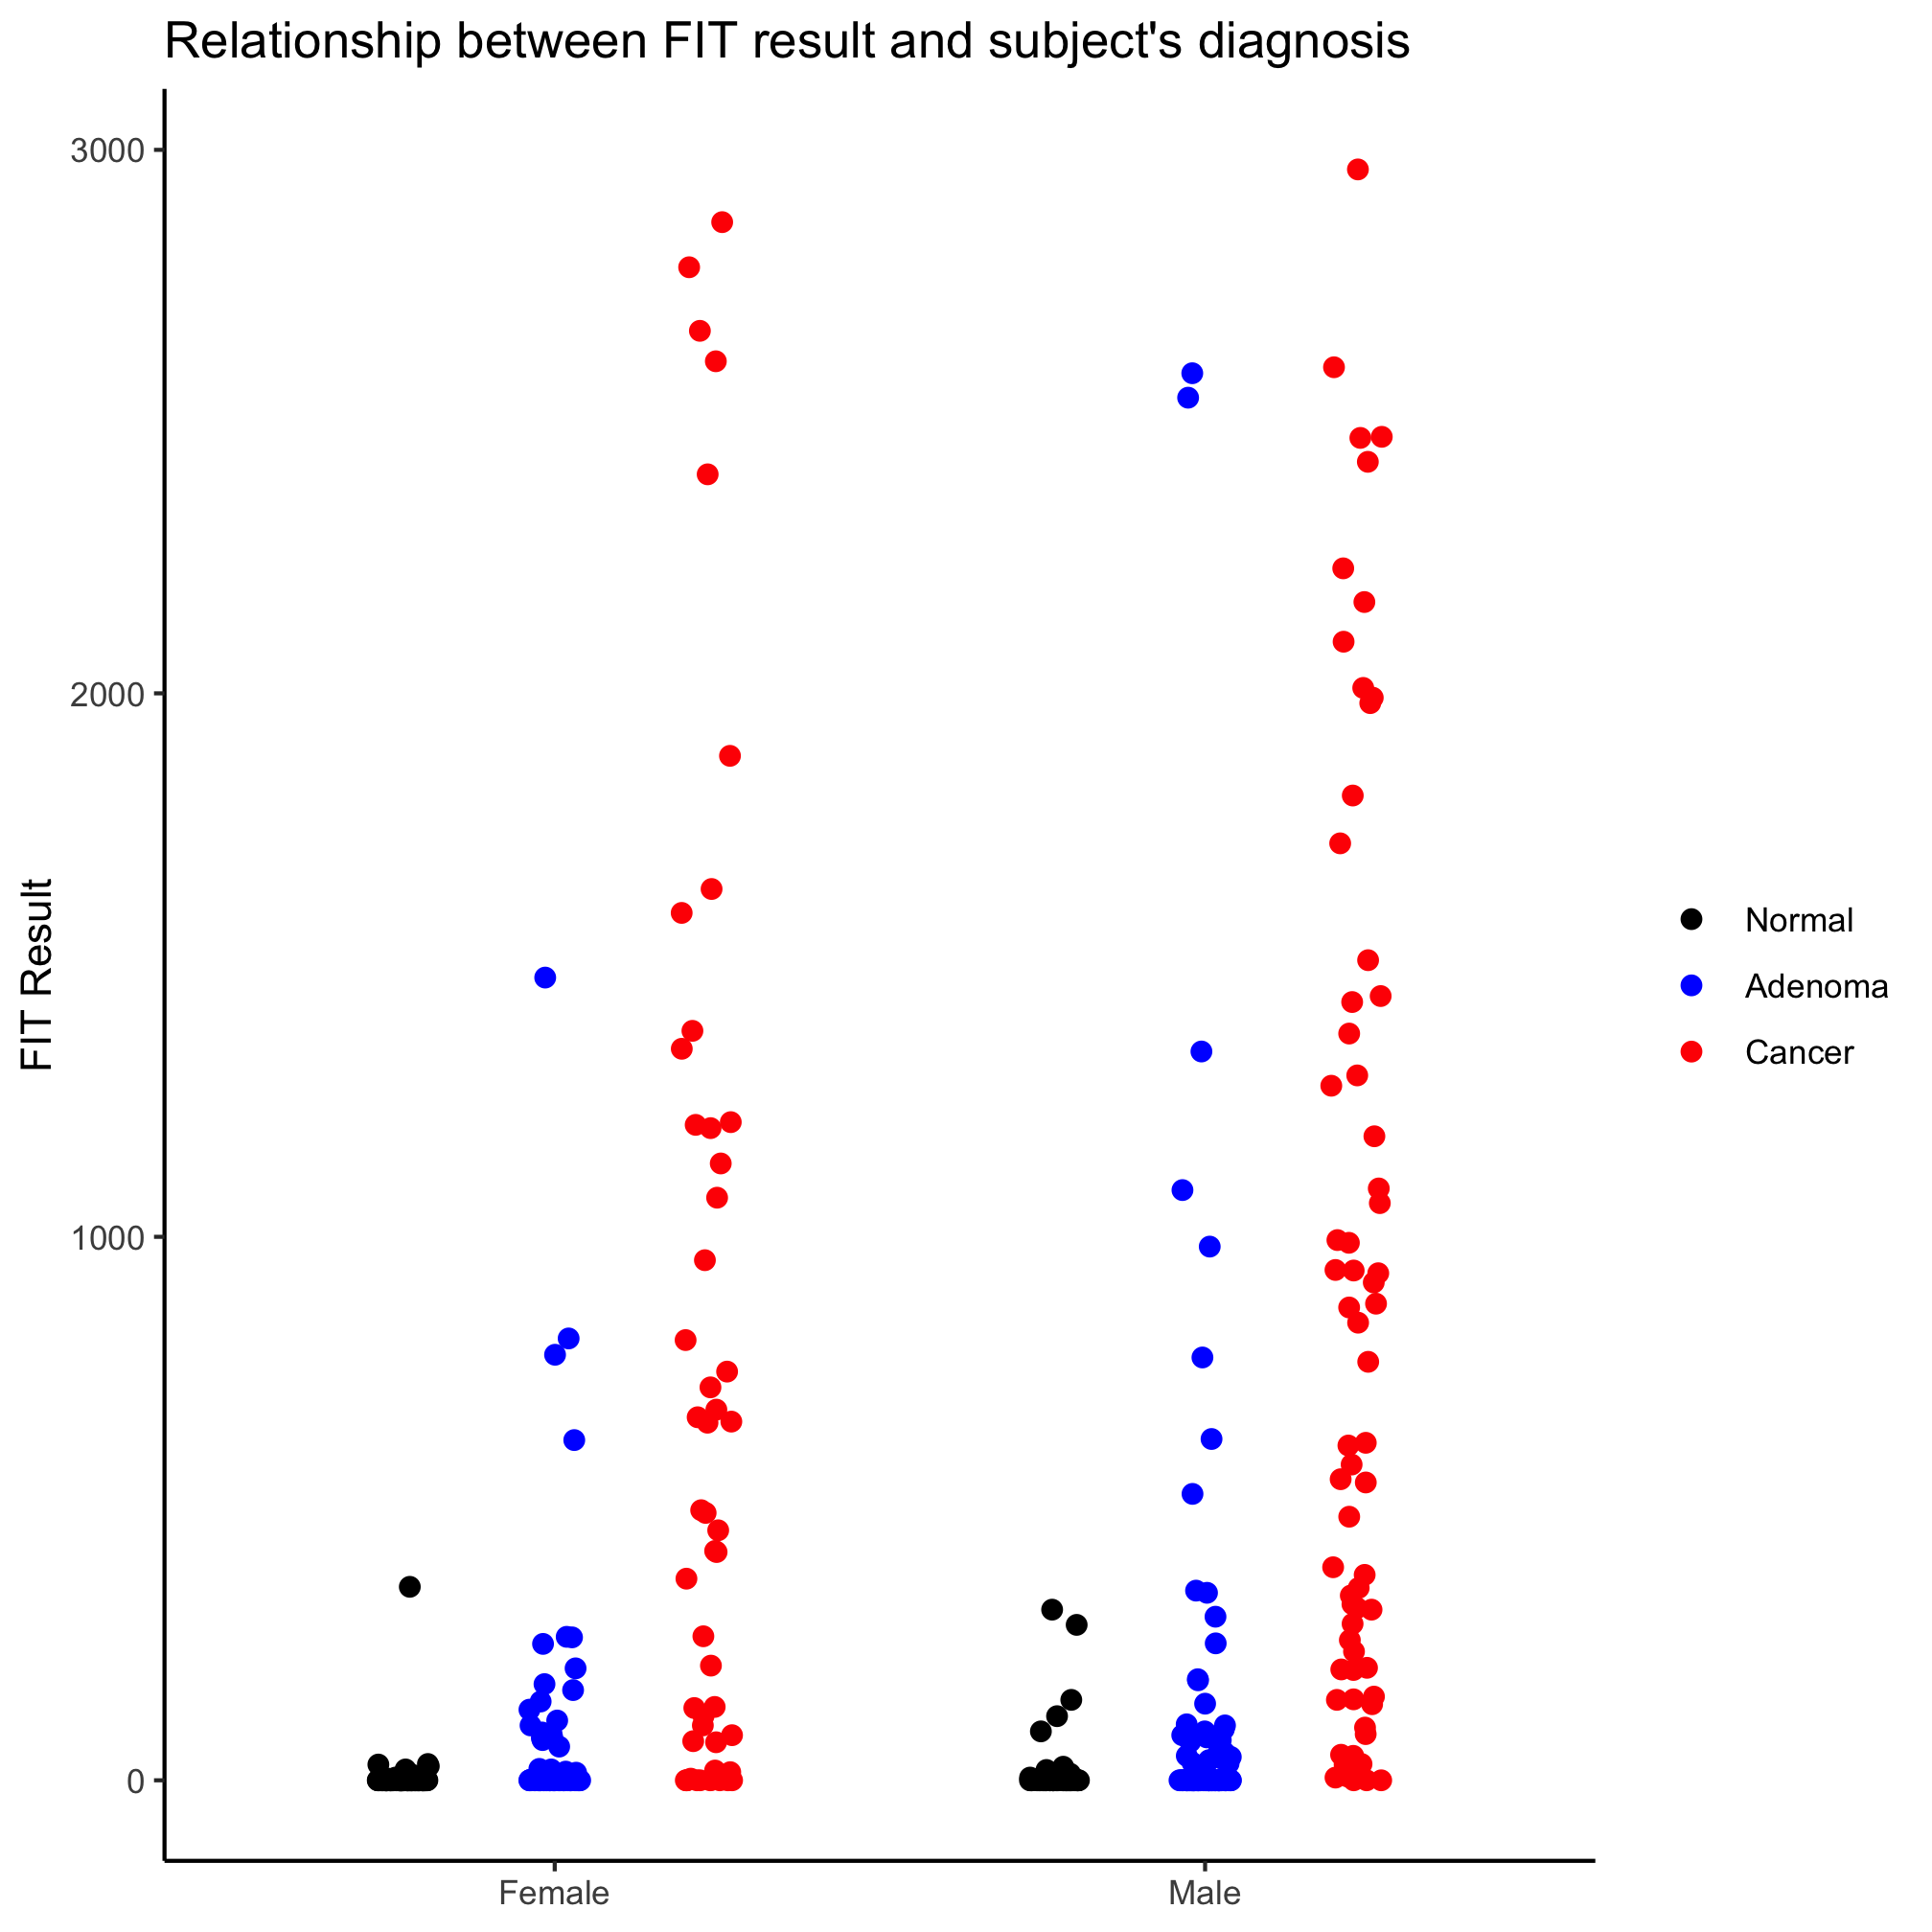 Relationship between FIT result and subject's diagnosis
3000
2000
1000
0
FIT Result
Female
Male
Normal
Adenoma
Cancer